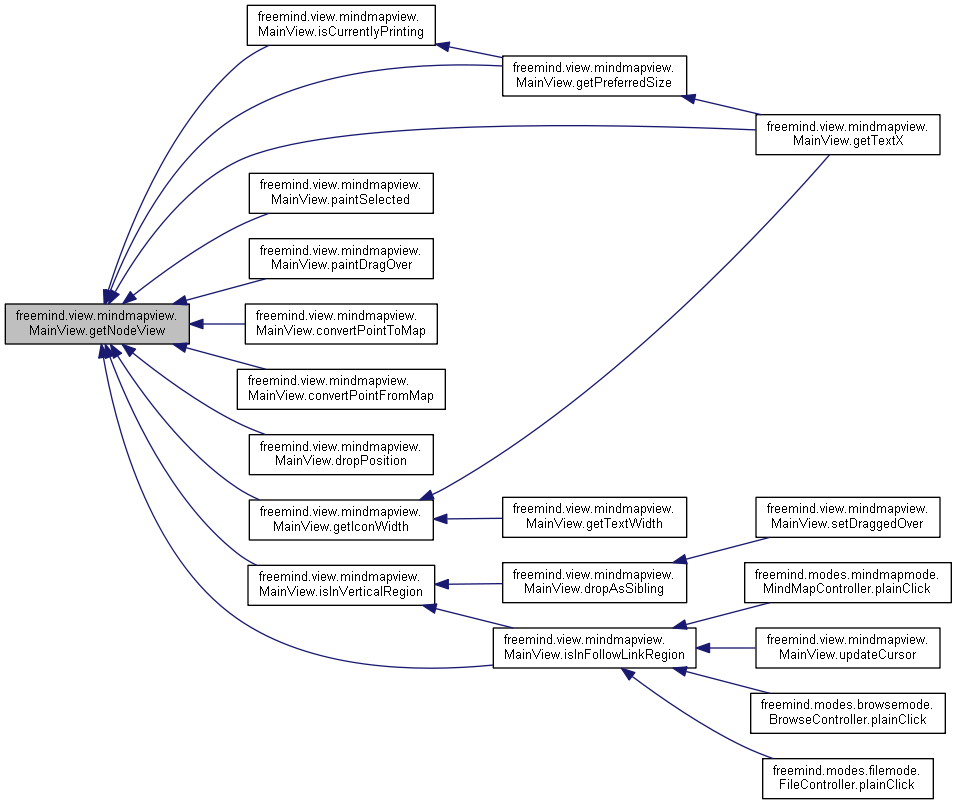 freemind.view.mindmapview.
MainView.isCurrentlyPrinting
freemind.view.mindmapview.
MainView.getPreferredSize
freemind.view.mindmapview.
MainView.getTextX
freemind.view.mindmapview.
MainView.paintSelected
freemind.view.mindmapview.
MainView.paintDragOver
freemind.view.mindmapview.
MainView.getNodeView
freemind.view.mindmapview.
MainView.convertPointToMap
freemind.view.mindmapview.
MainView.convertPointFromMap
freemind.view.mindmapview.
MainView.dropPosition
freemind.view.mindmapview.
MainView.getIconWidth
freemind.view.mindmapview.
MainView.getTextWidth
freemind.view.mindmapview.
MainView.setDraggedOver
freemind.view.mindmapview.
MainView.isInVerticalRegion
freemind.view.mindmapview.
MainView.dropAsSibling
freemind.modes.mindmapmode.
MindMapController.plainClick
freemind.view.mindmapview.
MainView.isInFollowLinkRegion
freemind.view.mindmapview.
MainView.updateCursor
freemind.modes.browsemode.
BrowseController.plainClick
freemind.modes.filemode.
FileController.plainClick